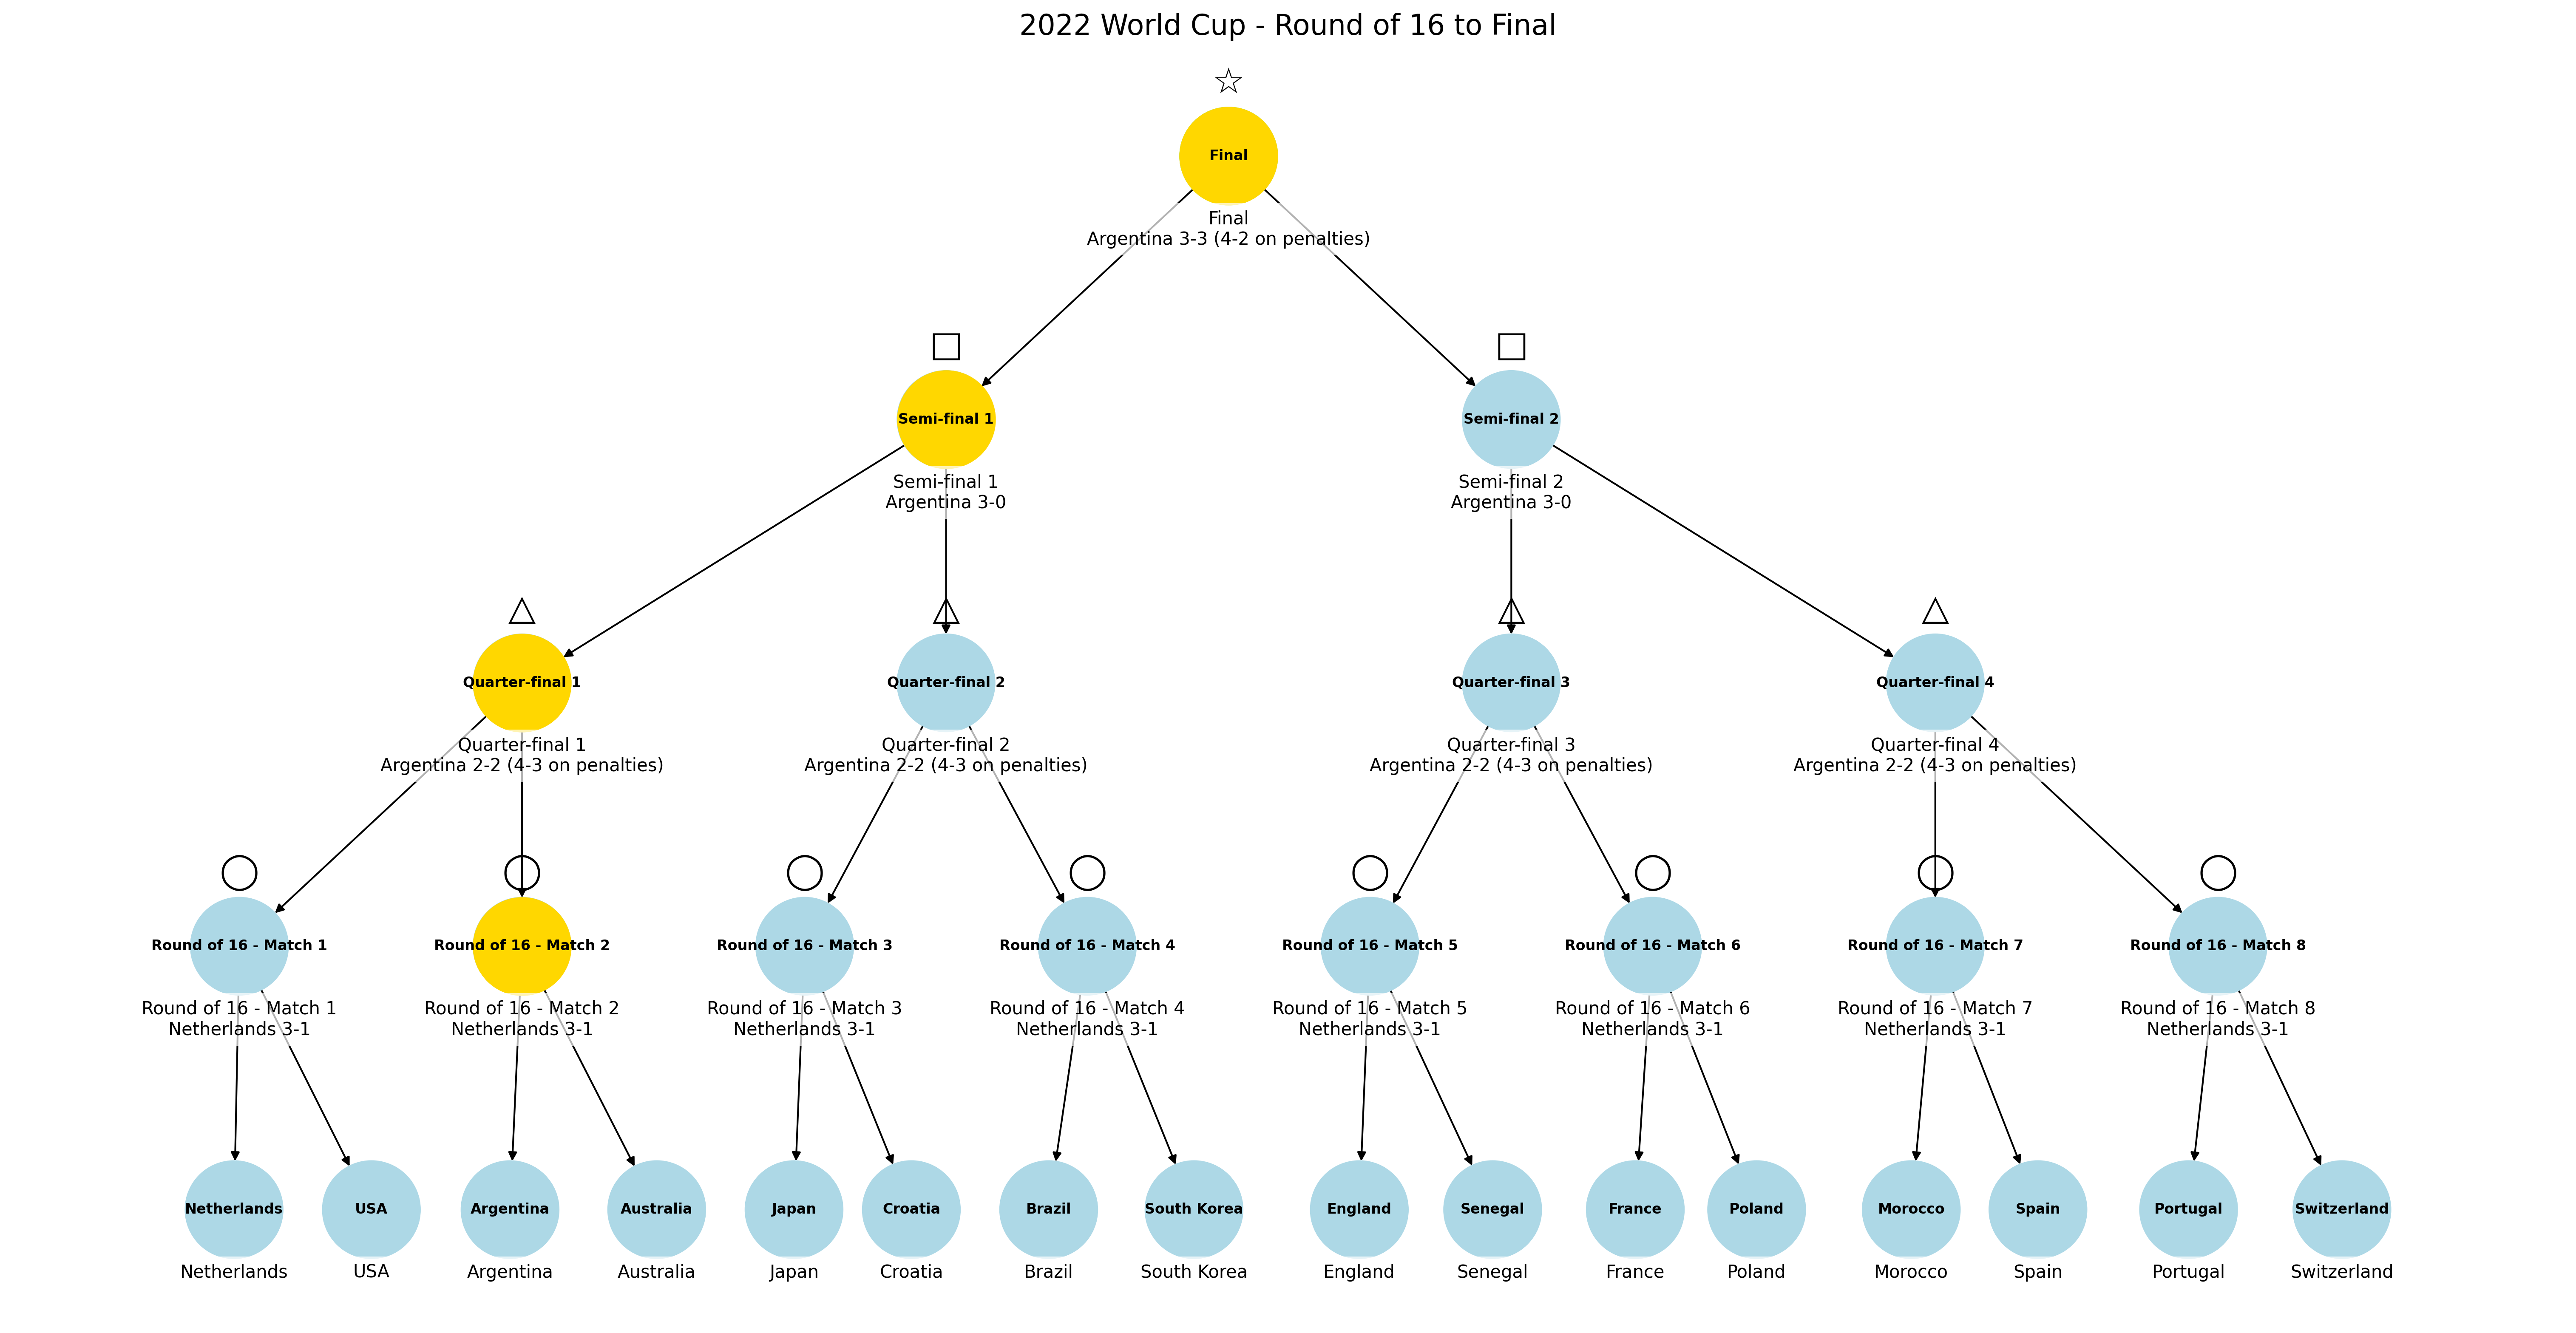 2022 World Cup - Round of 16 to Final
Final
Final
Argentina 3-3 (4-2 on penalties)
Semi-final 1
Semi-final 2
Semi-final 1
Argentina 3-0
Semi-final 2
Argentina 3-0
Quarter-final 1
Quarter-final 2
Quarter-final 3
Quarter-final 4
Quarter-final 1
Argentina 2-2 (4-3 on penalties)
Quarter-final 2
Argentina 2-2 (4-3 on penalties)
Quarter-final 3
Argentina 2-2 (4-3 on penalties)
Quarter-final 4
Argentina 2-2 (4-3 on penalties)
Round of 16 - Match 1
Round of 16 - Match 2
Round of 16 - Match 3
Round of 16 - Match 4
Round of 16 - Match 5
Round of 16 - Match 6
Round of 16 - Match 7
Round of 16 - Match 8
Round of 16 - Match 1
Netherlands 3-1
Round of 16 - Match 2
Netherlands 3-1
Round of 16 - Match 3
Netherlands 3-1
Round of 16 - Match 4
Netherlands 3-1
Round of 16 - Match 5
Netherlands 3-1
Round of 16 - Match 6
Netherlands 3-1
Round of 16 - Match 7
Netherlands 3-1
Round of 16 - Match 8
Netherlands 3-1
Netherlands
USA
Argentina
Australia
Japan
Croatia
Brazil
South Korea
England
Senegal
France
Poland
Morocco
Spain
Portugal
Switzerland
Netherlands
USA
Argentina
Australia
Japan
Croatia
Brazil
South Korea
England
Senegal
France
Poland
Morocco
Spain
Portugal
Switzerland